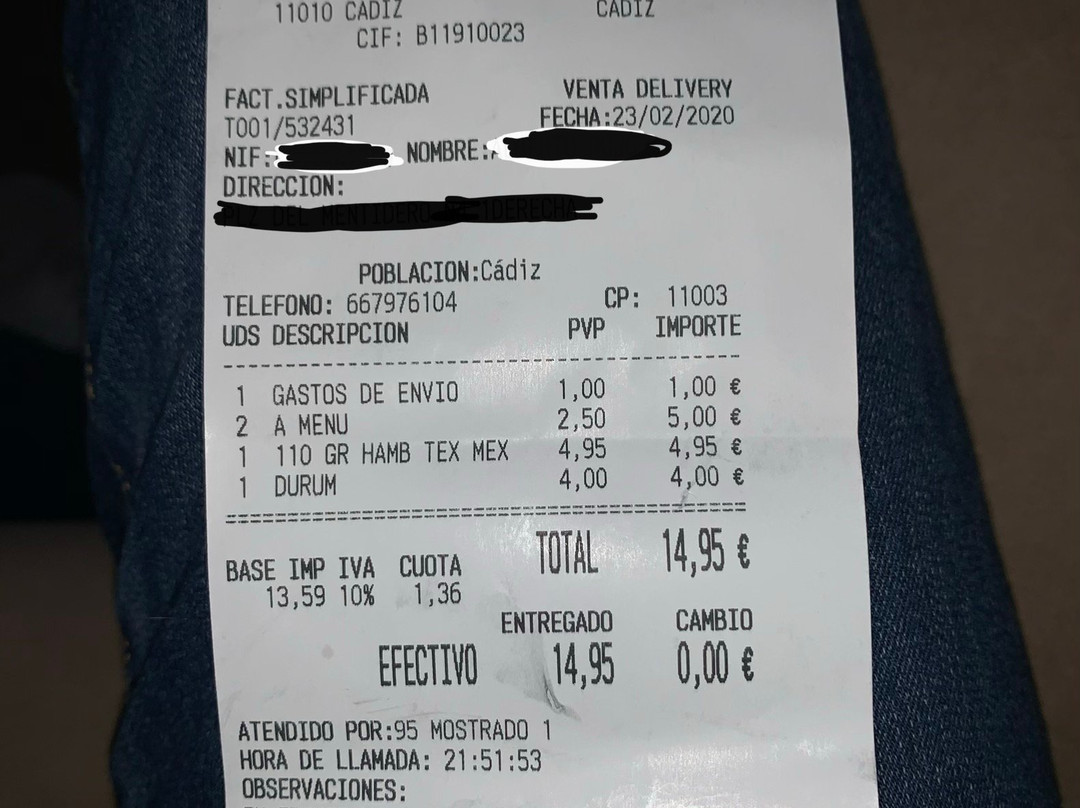 11010 CADIZ CADIZ
CIF: B11910023
FACT.SIMPLIFICADA VENTA DELIVERY
T001/532431 FECHA:23/02/2020
NIF: NOMBRE:
DIRECCION:
POBLACION:Cádiz
TELEFONO: 667976104 CP: 11003
UDS DESCRIPCION PVP IMPORTE
1 GASTOS DE ENVIO 1,00 1,00 €
2 A MENU 2,50 5,00 €
1 110 GR HAMB TEX MEX 4,95 4,95 €
1 DURUM 4,00 4,00 €
TOTAL 14,95 €
BASE IMP IVA CUOTA
13,59 10% 1,36
ENTREGADO CAMBIO
EFECTIVO 14,95 0,00 €
ATENDIDO POR:95 MOSTRADO 1
HORA DE LLAMADA: 21:51:53
OBSERVACIONES: